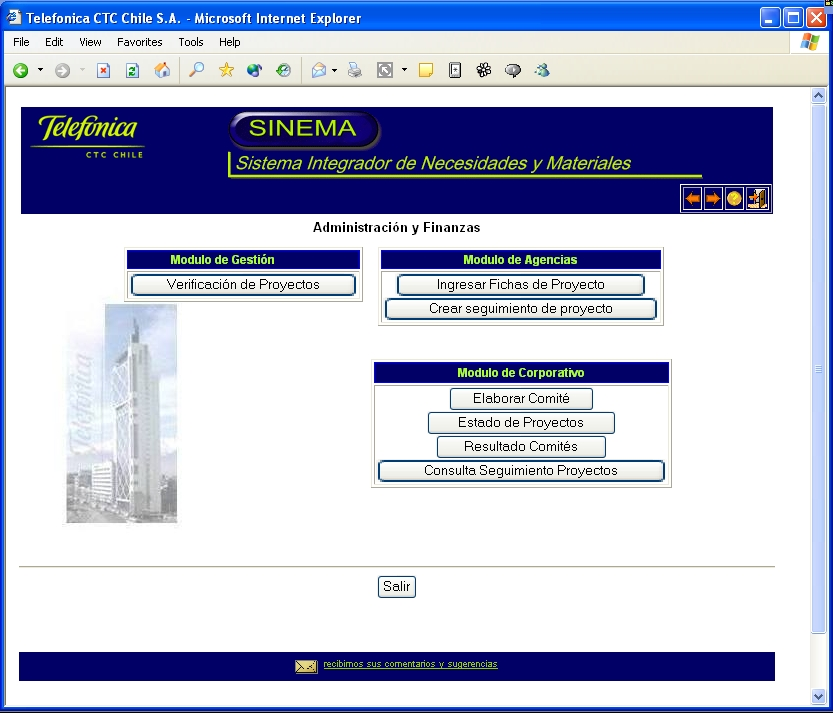 Telefonica CTC Chile S.A. - Microsoft Internet Explorer
File Edit View Favorites Tools Help
Telefónica
CTC CHILE
SINEMA
Sistema Integrador de Necesidades y Materiales
Administración y Finanzas
Modulo de Gestión
Verificación de Proyectos
Modulo de Agencias
Ingresar Fichas de Proyecto
Crear seguimiento de proyecto
Telefónica
Modulo de Corporativo
Elaborar Comité
Estado de Proyectos
Resultado Comités
Consulta Seguimiento Proyectos
Salir
recibimos sus comentarios y sugerencias